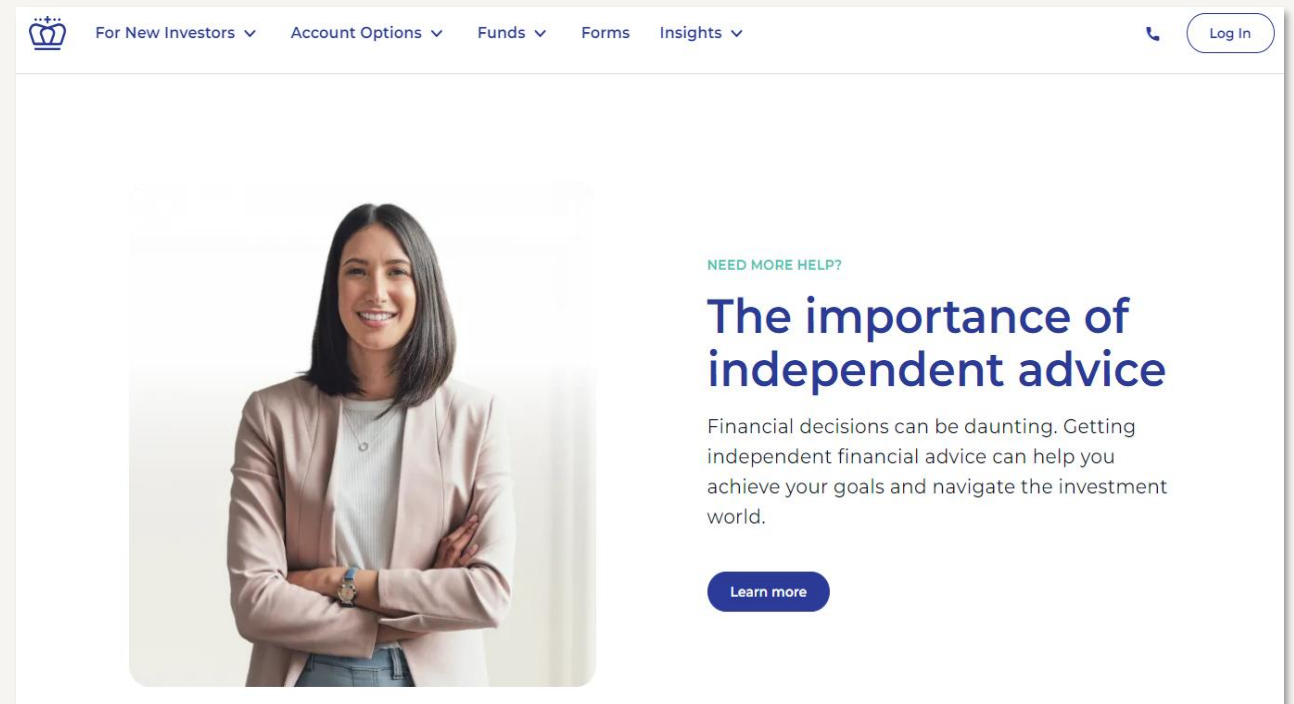 For New Investors
Account Options
Funds
Forms
Insights
Log In
NEED MORE HELP?
The importance of
independent advice
Financial decisions can be daunting. Getting
independent financial advice can help you
achieve your goals and navigate the investment
world.
Learn more